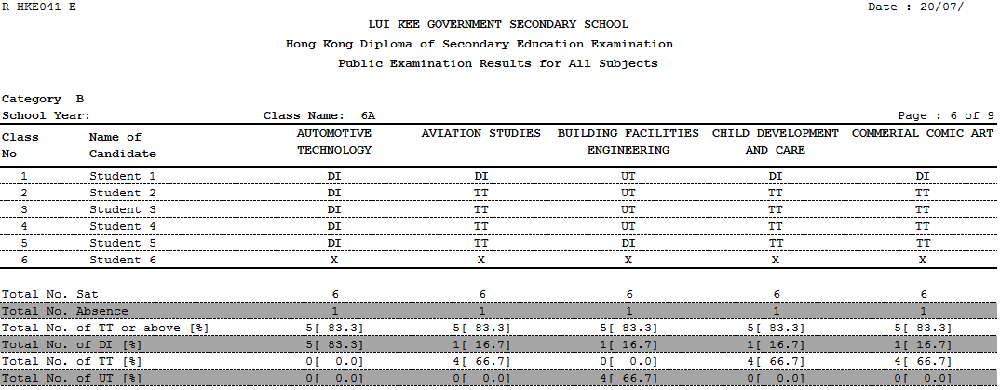 R-HKE041-E Date : 20/07/
LUI KEE GOVERNMENT SECONDARY SCHOOL
Hong Kong Diploma of Secondary Education Examination
Public Examination Results for All Subjects
Category B
School Year: Class Name: 6A Page : 6 of 9
Class Name of AUTOMOTIVE AVIATION STUDIES BUILDING FACILITIES CHILD DEVELOPMENT COMMERIAL COMIC ART
No Candidate TECHNOLOGY ENGINEERING AND CARE
1 Student 1 DI DI UT DI DI
2 Student 2 DI TT UT TT TT
3 Student 3 DI TT UT TT TT
4 Student 4 DI TT UT TT TT
5 Student 5 DI TT DI TT TT
6 Student 6 X X X X X
Total No. Sat 6 6 6 6 6
Total No. Absence 1 1 1 1 1
Total No. of TT or above [%] 5[ 83.3] 5[ 83.3] 5[ 83.3] 5[ 83.3] 5[ 83.3]
Total No. of DI [%] 5[ 83.3] 1[ 16.7] 1[ 16.7] 1[ 16.7] 1[ 16.7]
Total No. of TT [%] 0[ 0.0] 4[ 66.7] 0[ 0.0] 4[ 66.7] 4[ 66.7]
Total No. of UT [%] 0[ 0.0] 0[ 0.0] 4[ 66.7] 0[ 0.0] 0[ 0.0]